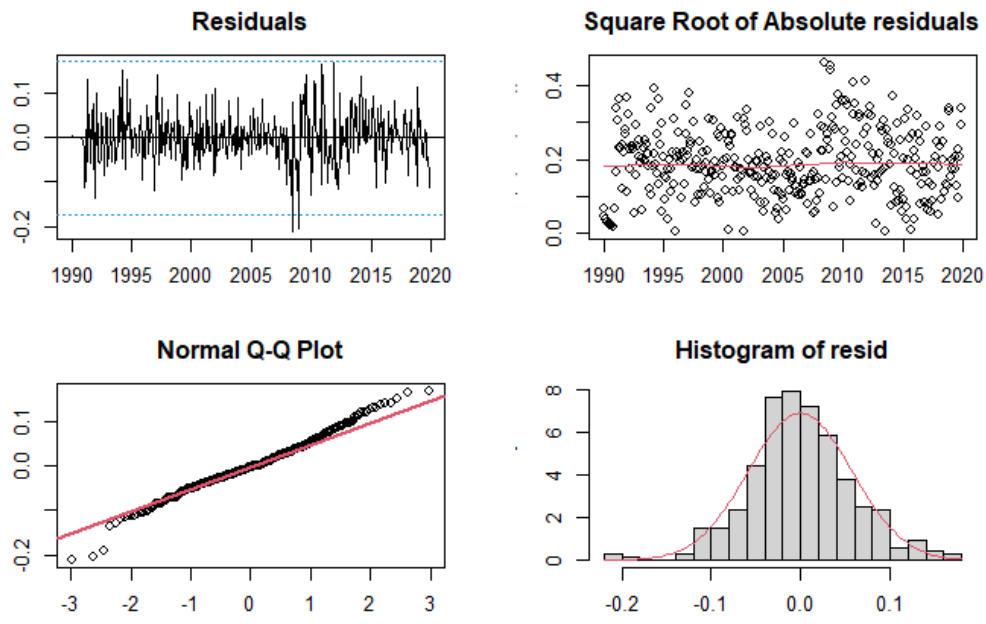 Residuals
0.1
0.0
-0.2
1990 1995 2000 2005 2010 2015 2020
Square Root of Absolute residuals
0.4
0.2
0.0
1990 1995 2000 2005 2010 2015 2020
Normal Q-Q Plot
0.1
0.0
-0.2
-3 -2 -1 0 1 2 3
Histogram of resid
8
6
4
2
0
-0.2 -0.1 0.0 0.1